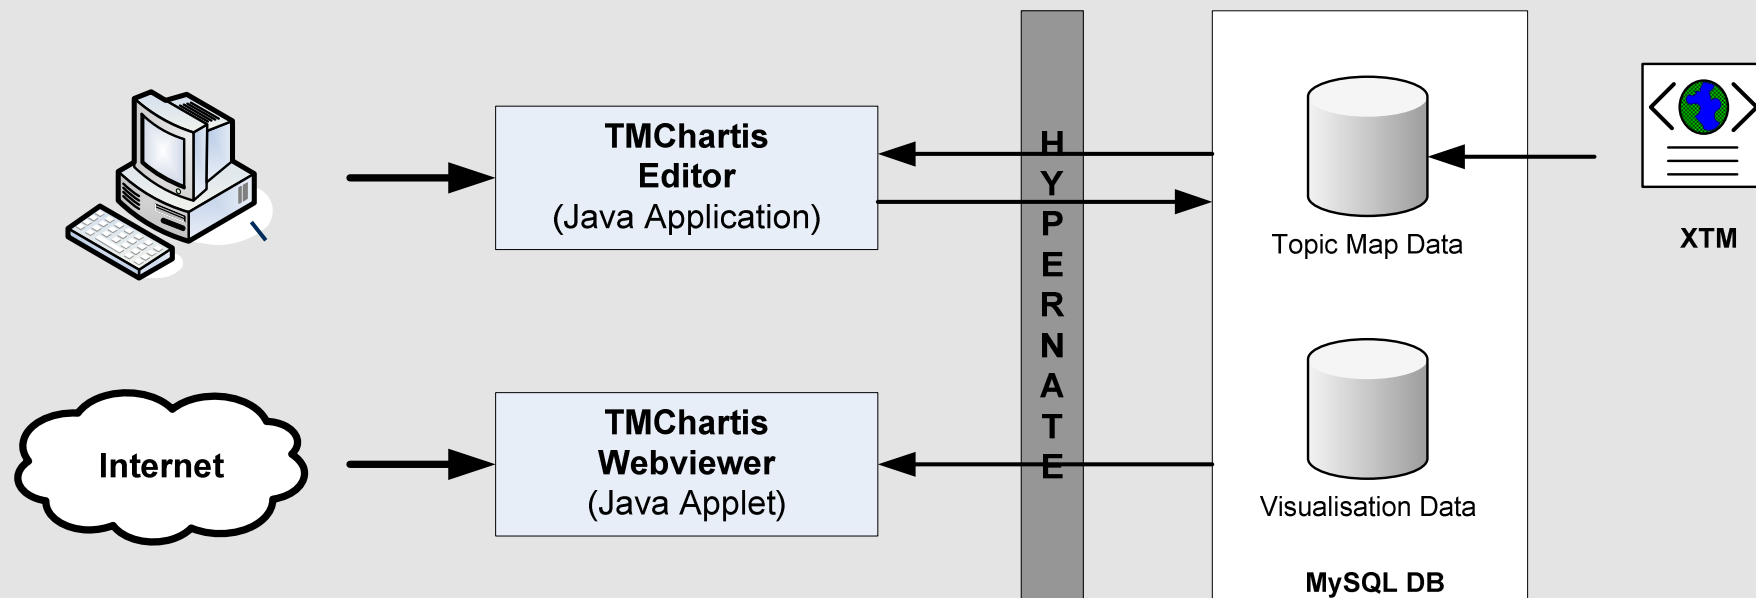 TMChartis
Editor
(Java Application)
Internet
TMChartis
Webviewer
(Java Applet)
H
Y
P
E
R
N
A
T
E
Topic Map Data
Visualisation Data
MySQL DB
XTM